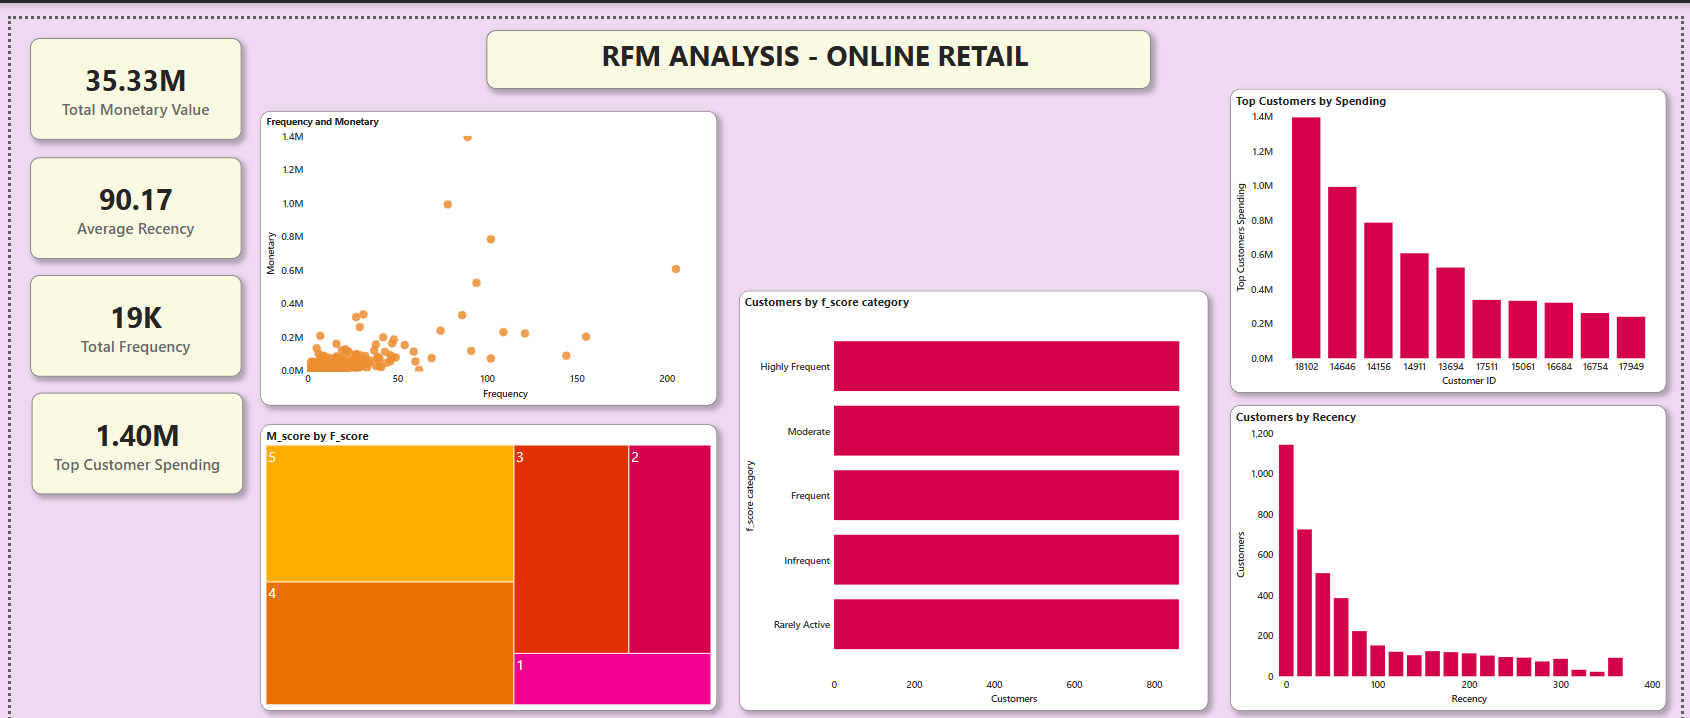 RFM ANALYSIS - ONLINE RETAIL
35.33M
Total Monetary Value
90.17
Average Recency
19K
Total Frequency
1.40M
Top Customer Spending
Frequency and Monetary
Monetary
1.4M
1.2M
1.0M
0.8M
0.6M
0.4M
0.2M
0.0M
0 50 100 150 200
Frequency
M_score by F_score
5
4
3
2
1
Customers by f_score category
f_score category
Highly Frequent
Moderate
Frequent
Infrequent
Rarely Active
0 200 400 600 800
Customers
Top Customers by Spending
Top Customers Spending
1.4M
1.2M
1.0M
0.8M
0.6M
0.4M
0.2M
0.0M
18102 14646 14156 14911 13694 17511 15061 16684 16754 17949
Customer ID
Customers by Recency
Customers
1,200
1,000
800
600
400
200
0
0 100 200 300 400
Recency